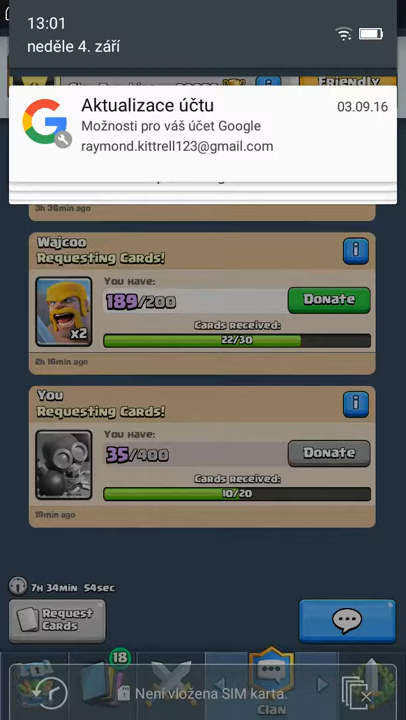 13:01
neděle 4. září
Friendly
Aktualizace účtu
03.09.16
Možnosti pro váš účet Google
raymond.kittrell123@gmail.com
3h 36min ago
Wajcoo
Requesting Cards!
You have:
x2
189/200
Donate
Cards received:
22/30
2h 16min ago
You
Requesting Cards!
You have:
35/400
Donate
Cards received:
10/20
19min ago
7h 34min 54sec
Request
Cards
18
Není vložena SIM karta.
Clan